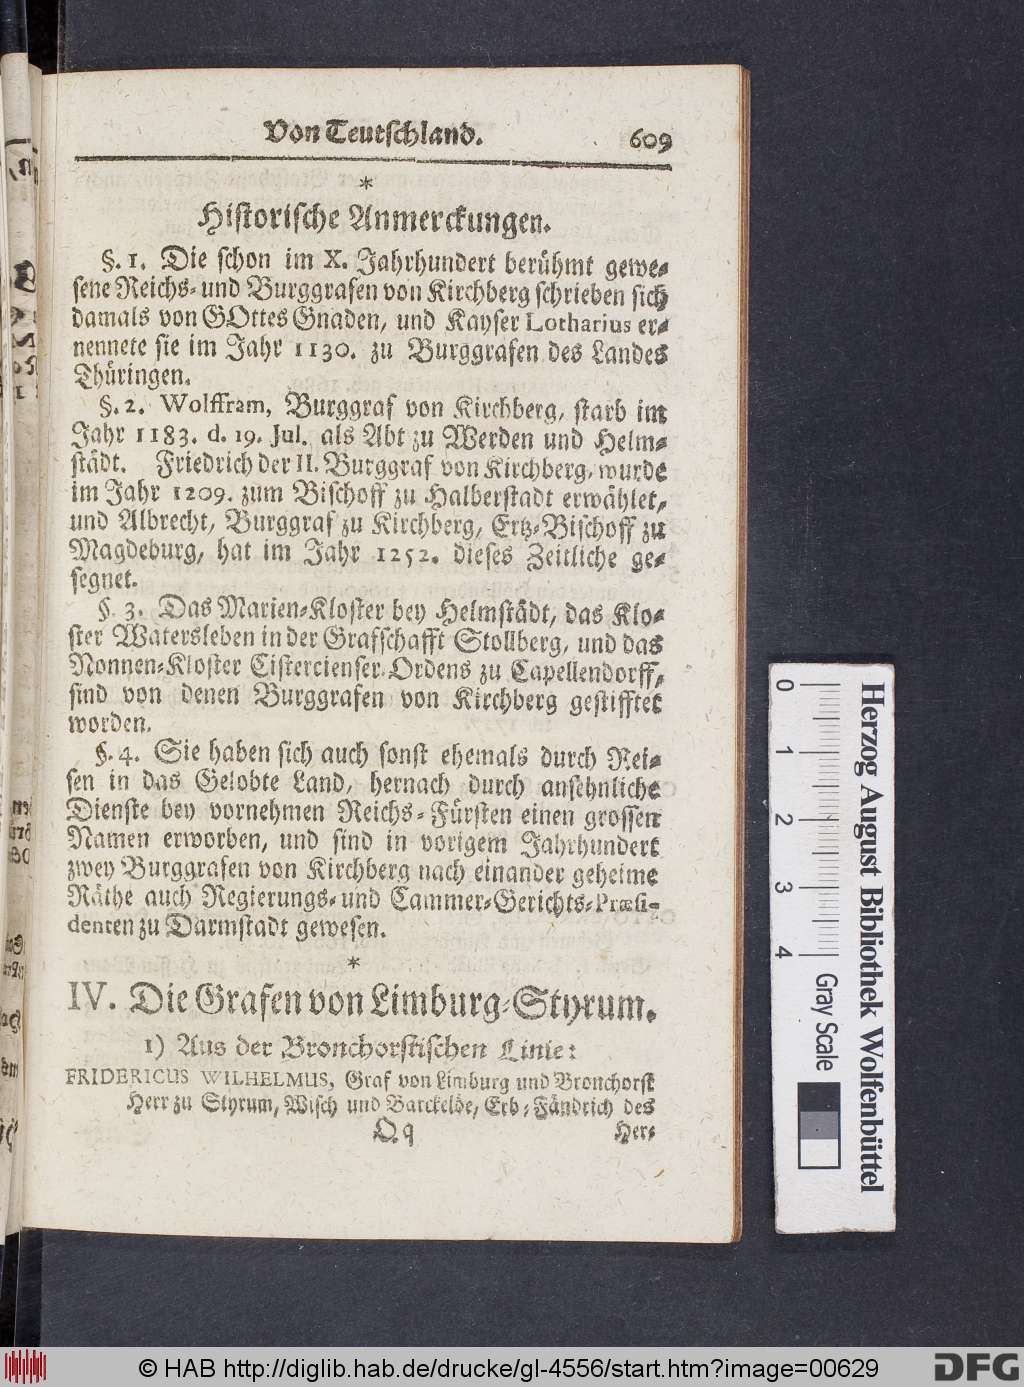 Von Teutschland. 609
*
Historische Anmerckungen.
§. 1. Die schon im X. Jahrhundert berühmt gewe-
sene Reichs- und Burggrafen von Kirchberg schrieben sich
damals von GOttes Gnaden, und Kayser Lotharius er-
nennete sie im Jahr 1130. zu Burggrafen des Landes
Thüringen.
§. 2. Wolffram, Burggraf von Kirchberg, starb im
Jahr 1183. d. 19. Jul. als Abt zu Werden und Helm-
städt. Friedrich der II. Burggraf von Kirchberg, wurde
im Jahr 1209. zum Bischoff zu Halberstadt erwählet,
und Albrecht, Burggraf zu Kirchberg, Ertz-Bischoff zu
Magdeburg, hat im Jahr 1252. dieses Zeitliche ge-
segnet.
§. 3. Das Marien-Kloster bey Helmstädt, das Klo-
ster Watersleben in der Grafschafft Stollberg, und das
Nonnen-Kloster Cistercienser-Ordens zu Capellendorff,
sind von denen Burggrafen von Kirchberg gestifftet
worden.
§. 4. Sie haben sich auch sonst ehemals durch Rei-
sen in das Gelobte Land, hernach durch ansehnliche
Dienste bey vornehmen Reichs-Fürsten einen grossen
Namen erworben, und sind in vorigem Jahrhundert
zwey Burggrafen von Kirchberg nach einander geheime
Räthe auch Regierungs- und Cammer-Gerichts-Præsi-
denten zu Darmstadt gewesen.
*
IV. Die Grafen von Limburg-Styrum.
1) Aus der Bronchorstischen Linie:
FRIDERICUS WILHELMUS, Graf von Limburg und Bronchorst
Herr zu Styrum, Wisch und Barckelöe, Erb-Fändrich des
Qq Her-
0 1 2 3 4
Gray Scale
Herzog August Bibliothek Wolfenbüttel
© HAB http://diglib.hab.de/drucke/gl-4556/start.htm?image=00629
DFG